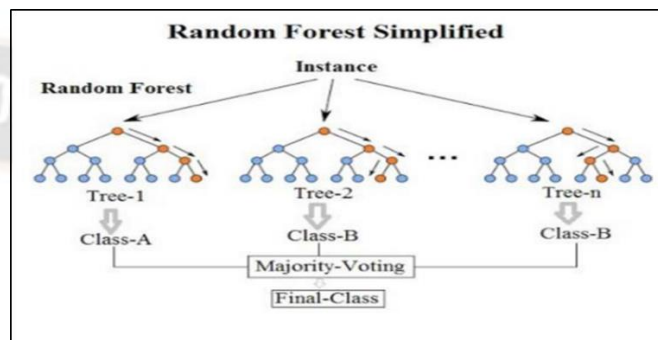 Random Forest Simplified
Instance
Random Forest
...
Tree-1 Tree-2 Tree-n
Class-A Class-B Class-B
Majority-Voting
Final-Class